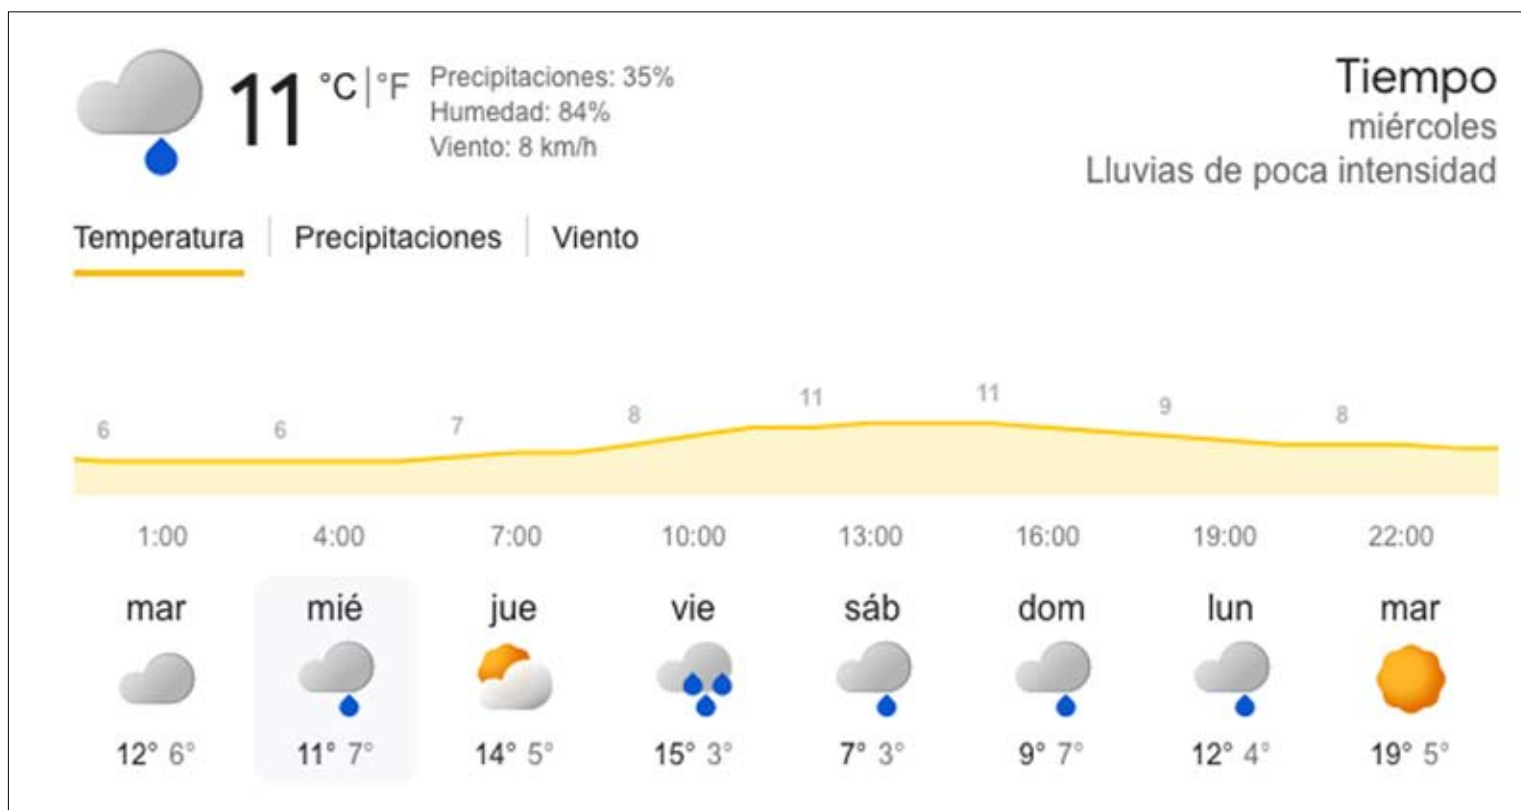 11 °C | °F
Precipitaciones: 35%
Humedad: 84%
Viento: 8 km/h
Tiempo
miércoles
Lluvias de poca intensidad
Temperatura | Precipitaciones | Viento
6 6 7 8 11 11 9 8
1:00 4:00 7:00 10:00 13:00 16:00 19:00 22:00
mar mié jue vie sáb dom lun mar
12° 6° 11° 7° 14° 5° 15° 3° 7° 3° 9° 7° 12° 4° 19° 5°